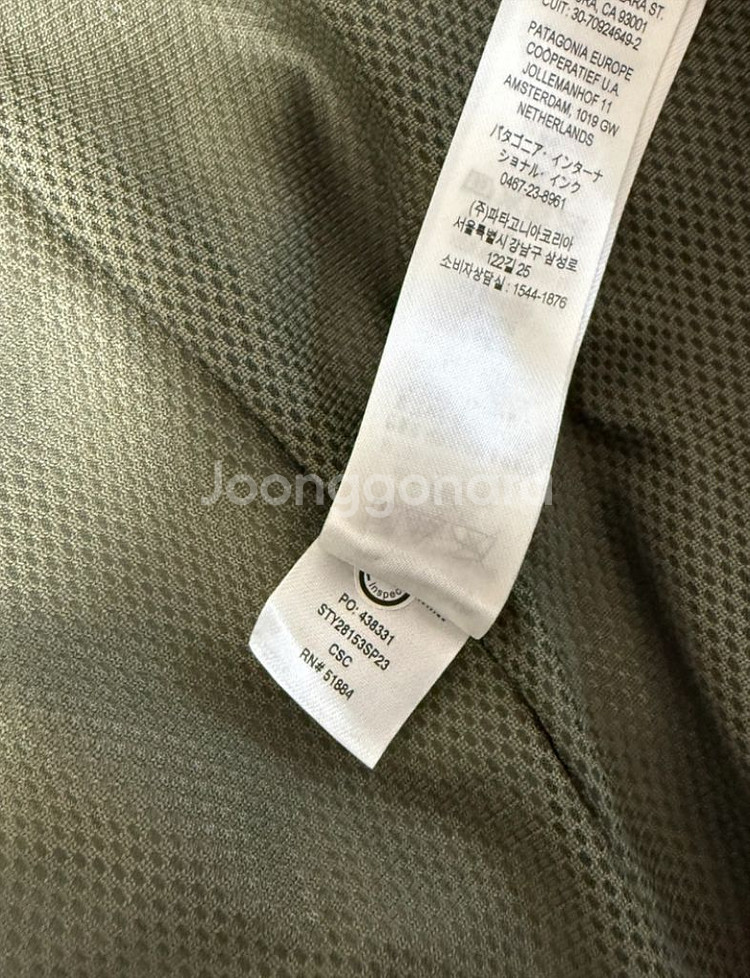 RA, CA 93001
CUIT: 30-70924649-2
PATAGONIA EUROPE
COÖPERATIEF U.A.
JOLLEMANHOF 11
AMSTERDAM, 1019 GW
NETHERLANDS
パタゴニア・インターナ
ショナル・インク
0467-23-8961
(주)파타고니아코리아
서울특별시 강남구 삼성로
122길 25
소비자상담실 : 1544-1876
Joonggonara
Inspec
PO: 438331
STY28153SP23
CSC
RN# 51884